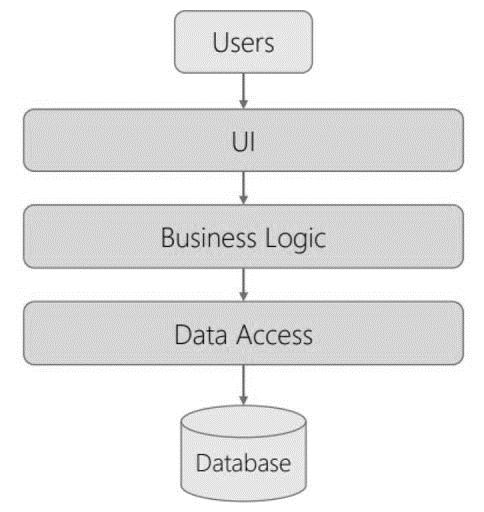 Users
UI
Business Logic
Data Access
Database